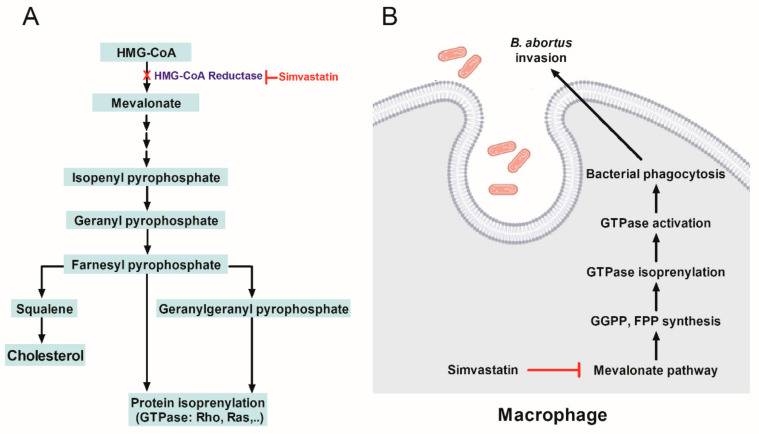 A
HMG-CoA
HMG-CoA Reductase
Simvastatin
Mevalonate
Isopenyl pyrophosphate
Geranyl pyrophosphate
Farnesyl pyrophosphate
Squalene
Geranylgeranyl pyrophosphate
Cholesterol
Protein isoprenylation
(GTPase: Rho, Ras,..)
B
B. abortus
invasion
Bacterial phagocytosis
GTPase activation
GTPase isoprenylation
GGPP, FPP synthesis
Simvastatin
Mevalonate pathway
Macrophage